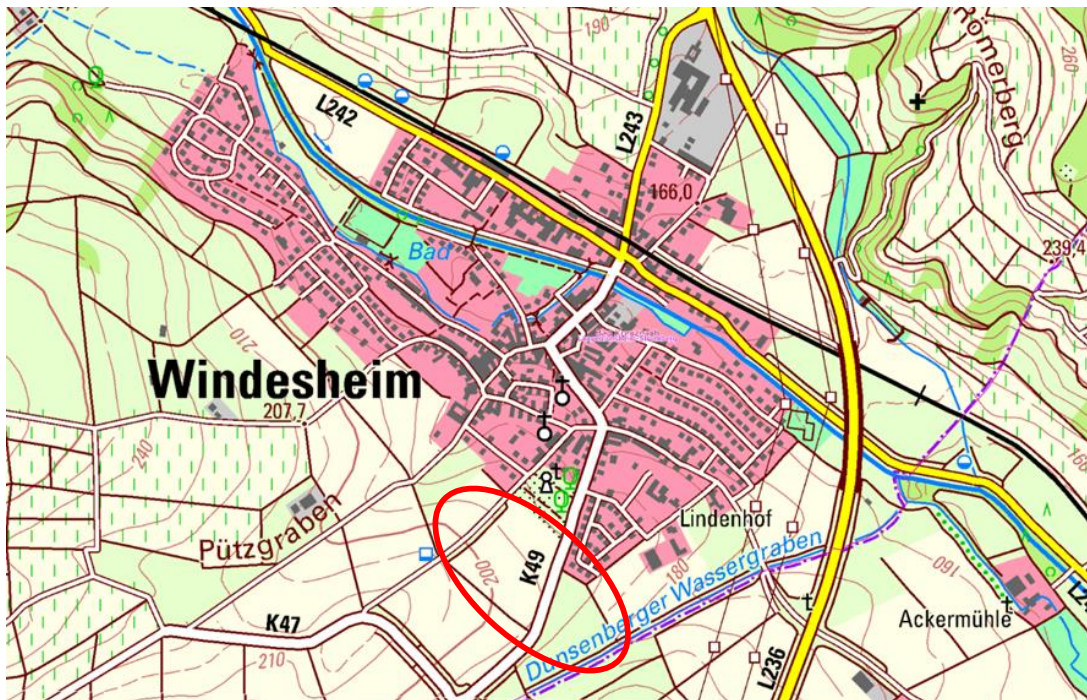 190
Römerberg
260
L242
L243
166,0
Bad
239,4
210
Windesheim
207,7
240
Pützgraben
K49
200
Lindenhof
180
Dunsenberger Wassergraben
160
Ackermühle
K47
210
L236